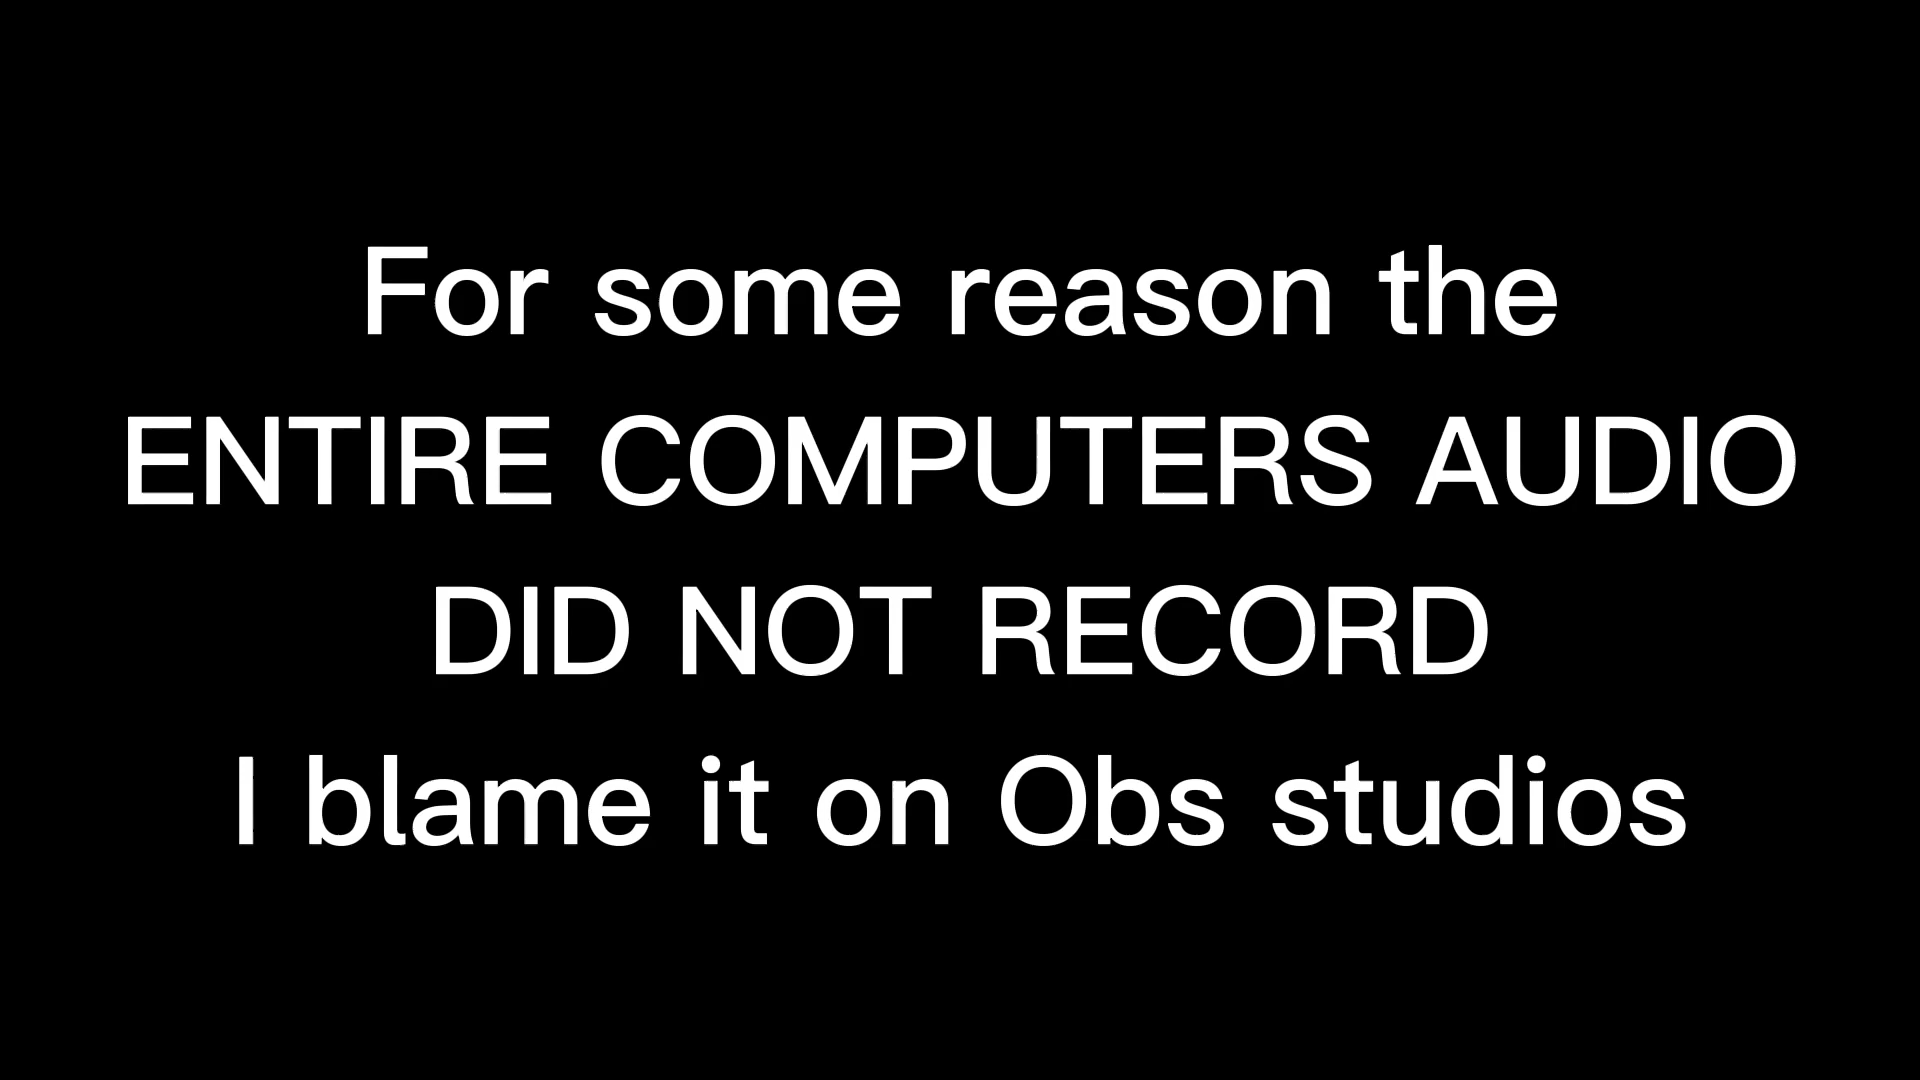 For some reason the
ENTIRE COMPUTERS AUDIO
DID NOT RECORD
I blame it on Obs studios